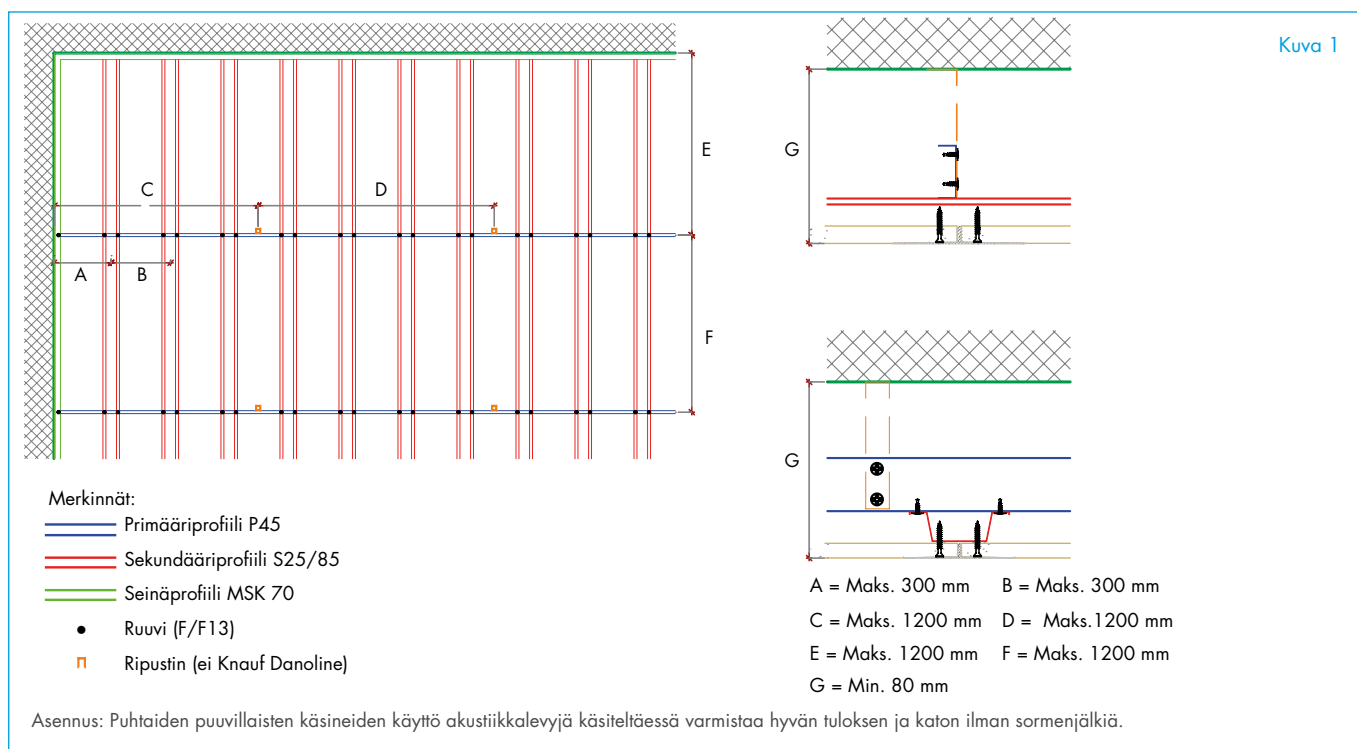 Kuva 1
C
D
E
A
B
F
G
G
Merkinnät:
Primääriprofiili P45
Sekundääriprofiili S25/85
Seinäprofiili MSK 70
Ruuvi (F/F13)
Ripustin (ei Knauf Danoline)
A = Maks. 300 mm B = Maks. 300 mm
C = Maks. 1200 mm D = Maks.1200 mm
E = Maks. 1200 mm F = Maks. 1200 mm
G = Min. 80 mm
Asennus: Puhtaiden puuvillaisten käsineiden käyttö akustiikkalevyjä käsiteltäessä varmistaa hyvän tuloksen ja katon ilman sormenjälkiä.